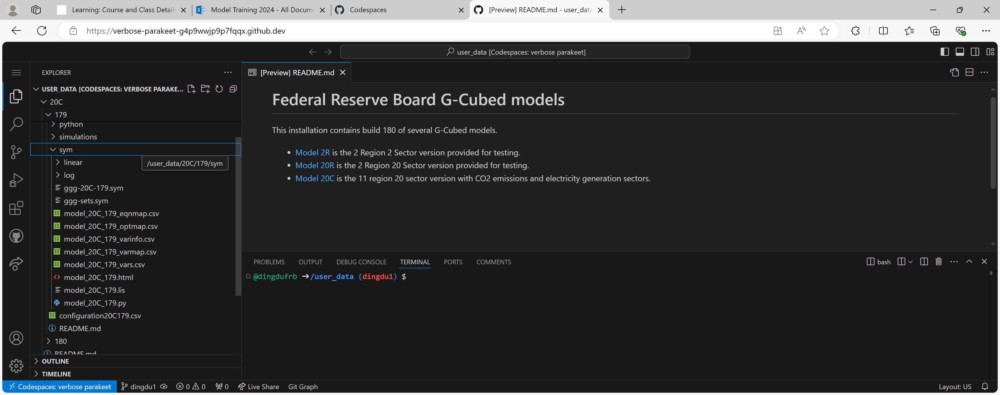 Learning: Course and Class Details
Model Training 2024 - All Docume
Codespaces
[Preview] README.md - user_data
https://verbose-parakeet-g4p9wwjp9p7fqqx.github.dev
user_data [Codespaces: verbose parakeet]
EXPLORER
USER_DATA [CODESPACES: VERBOSE PARAKE...
20C
179
python
simulations
sym
linear
/user_data/20C/179/sym
log
ggg-20C-179.sym
ggg-sets.sym
model_20C_179_eqnmap.csv
model_20C_179_optmap.csv
model_20C_179_varinfo.csv
model_20C_179_varmap.csv
model_20C_179_vars.csv
model_20C_179.html
model_20C_179.lis
model_20C_179.py
configuration20C179.csv
README.md
180
README.md
OUTLINE
TIMELINE
[Preview] README.md
Federal Reserve Board G-Cubed models
This installation contains build 180 of several G-Cubed models.
• Model 2R is the 2 Region 2 Sector version provided for testing.
• Model 20R is the 2 Region 20 Sector version provided for testing.
• Model 20C is the 11 region 20 sector version with CO2 emissions and electricity generation sectors.
PROBLEMS OUTPUT DEBUG CONSOLE TERMINAL PORTS COMMENTS
bash
@dingdufrb ➜/user_data (dingdu1) $
Codespaces: verbose parakeet dingdu1 0 0 0 Live Share Git Graph Layout: US